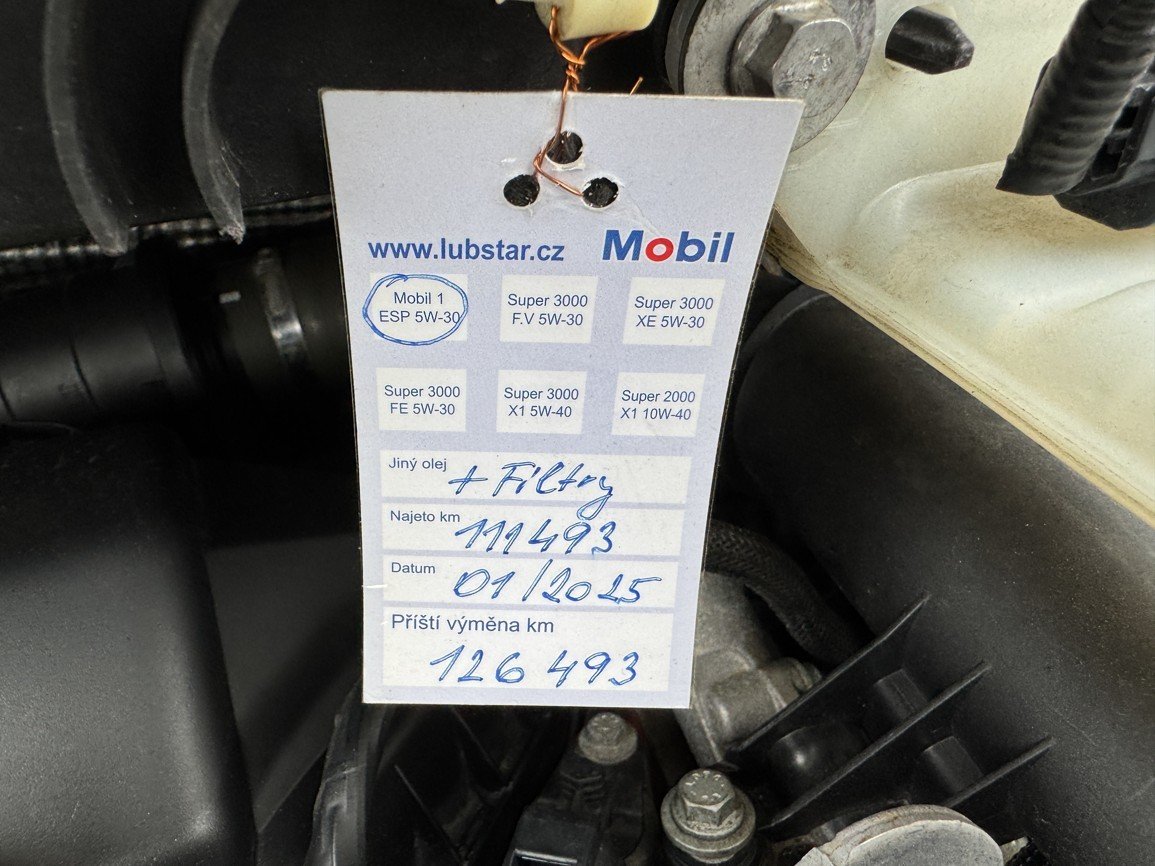 www.lubstar.cz Mobil
Mobil 1
ESP 5W-30
Super 3000
F.V 5W-30
Super 3000
XE 5W-30
Super 3000
FE 5W-30
Super 3000
X1 5W-40
Super 2000
X1 10W-40
Jiný olej + Filtry
Najeto km 111493
Datum 01/2025
Příští výměna km
126 493